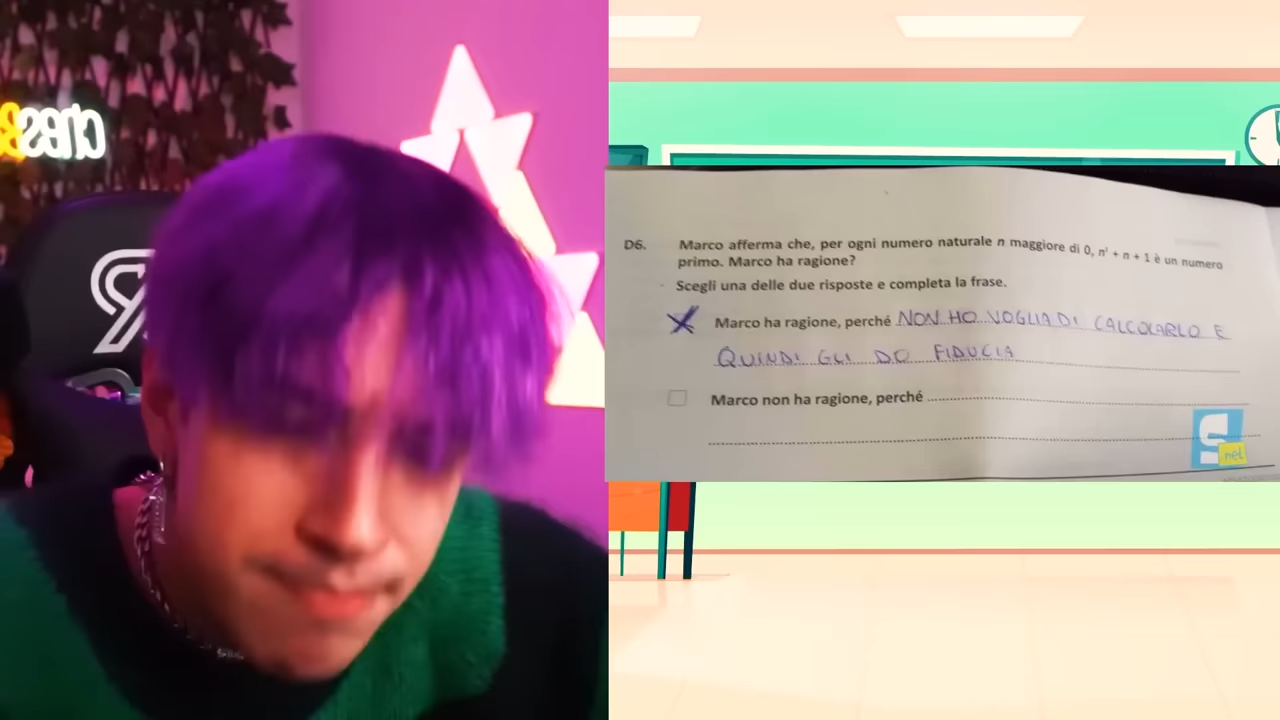 D6. Marco afferma che, per ogni numero naturale n maggiore di 0, n² + n + 1 è un numero
primo. Marco ha ragione?
Scegli una delle due risposte e completa la frase.
Marco ha ragione, perché NON HO VOGLIA DI CALCOLARLO E
QUINDI GLI DO FIDUCIA
Marco non ha ragione, perché
S
net